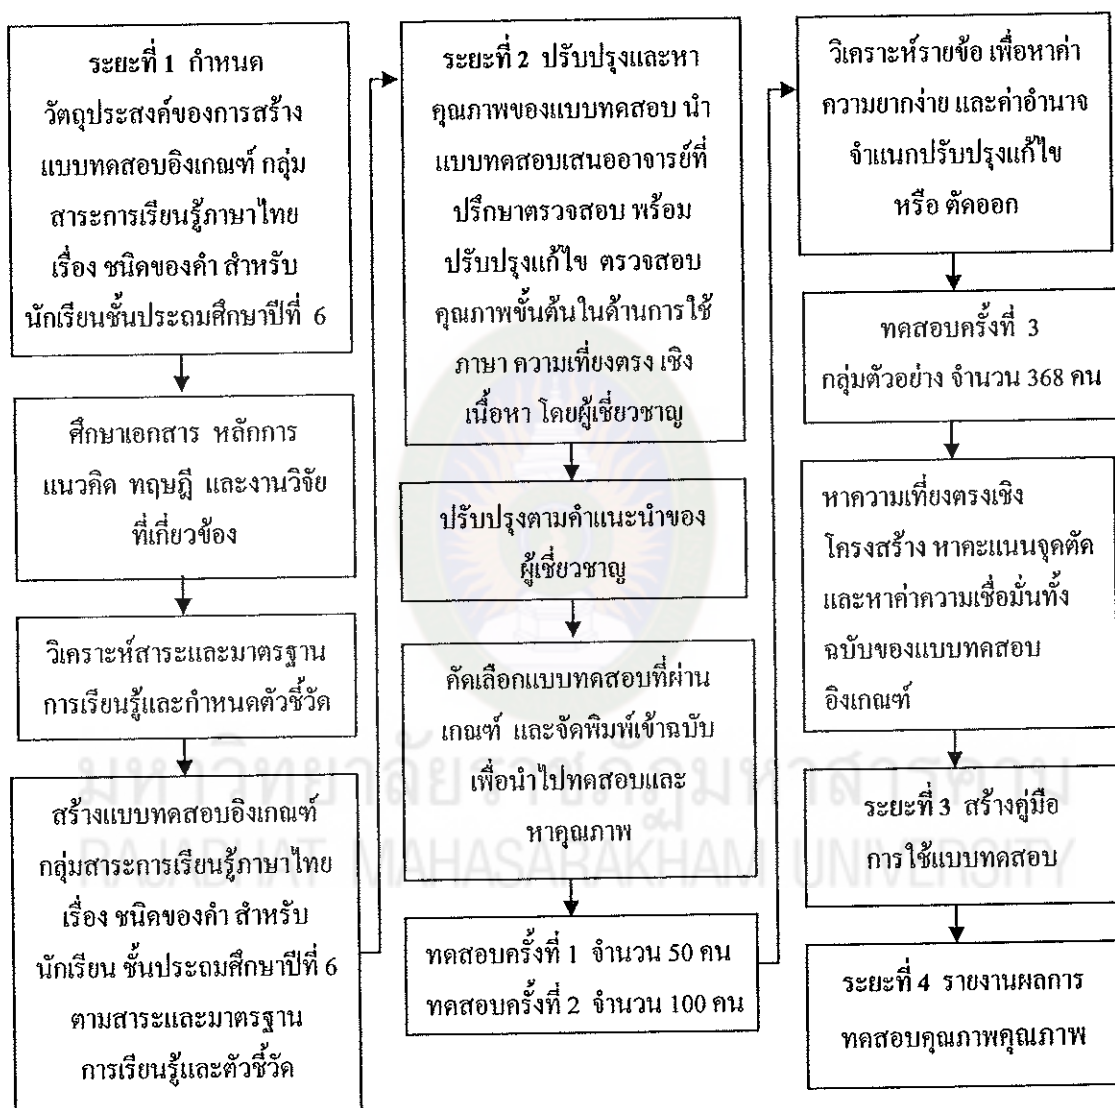 ระยะที่ 1 กำหนด
วัตถุประสงค์ของการสร้าง
แบบทดสอบอิงเกณฑ์ กลุ่ม
สาระการเรียนรู้ภาษาไทย
เรื่อง ชนิดของคำ สำหรับ
นักเรียนชั้นประถมศึกษาปีที่ 6
ศึกษาเอกสาร หลักการ
แนวคิด ทฤษฎี และงานวิจัย
ที่เกี่ยวข้อง
วิเคราะห์สาระและมาตรฐาน
การเรียนรู้และกำหนดตัวชี้วัด
สร้างแบบทดสอบอิงเกณฑ์
กลุ่มสาระการเรียนรู้ภาษาไทย
เรื่อง ชนิดของคำ สำหรับ
นักเรียน ชั้นประถมศึกษาปีที่ 6
ตามสาระและมาตรฐาน
การเรียนรู้และตัวชี้วัด
ระยะที่ 2 ปรับปรุงและหา
คุณภาพของแบบทดสอบ นำ
แบบทดสอบเสนออาจารย์ที่
ปรึกษาตรวจสอบ พร้อม
ปรับปรุงแก้ไข ตรวจสอบ
คุณภาพขั้นต้นในด้านการใช้
ภาษา ความเที่ยงตรง เชิง
เนื้อหา โดยผู้เชี่ยวชาญ
ปรับปรุงตามคำแนะนำของ
ผู้เชี่ยวชาญ
คัดเลือกแบบทดสอบที่ผ่าน
เกณฑ์ และจัดพิมพ์เข้าฉบับ
เพื่อนำไปทดสอบและ
หาคุณภาพ
ทดสอบครั้งที่ 1 จำนวน 50 คน
ทดสอบครั้งที่ 2 จำนวน 100 คน
วิเคราะห์รายข้อ เพื่อหาค่า
ความยากง่าย และค่าอำนาจ
จำแนกปรับปรุงแก้ไข
หรือ ตัดออก
ทดสอบครั้งที่ 3
กลุ่มตัวอย่าง จำนวน 368 คน
หาความเที่ยงตรงเชิง
โครงสร้าง หาคะแนนจุดตัด
และหาค่าความเชื่อมั่นทั้ง
ฉบับของแบบทดสอบ
อิงเกณฑ์
ระยะที่ 3 สร้างคู่มือ
การใช้แบบทดสอบ
ระยะที่ 4 รายงานผลการ
ทดสอบคุณภาพคุณภาพ
มหาวิทยาลัยราชภัฏมหาสารคาม
RAJABHAT MAHASARAKHAM UNIVERSITY